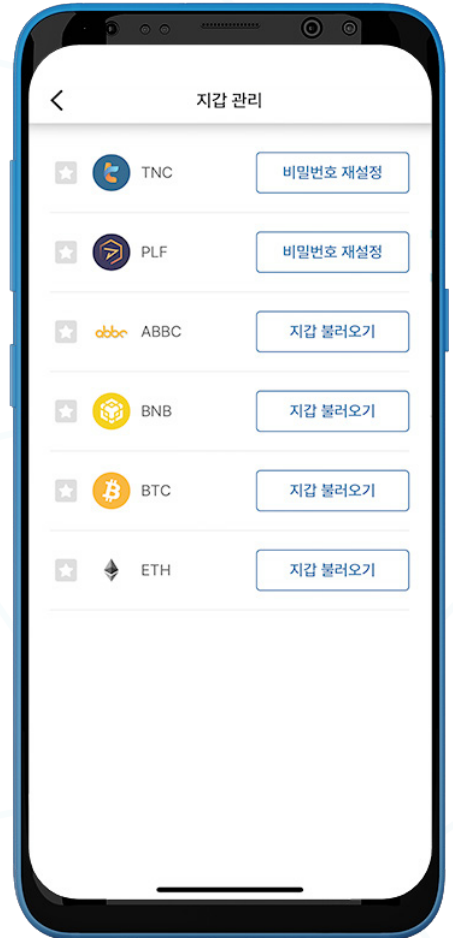 지갑 관리
TNC 비밀번호 재설정
PLF 비밀번호 재설정
abbc ABBC 지갑 불러오기
BNB 지갑 불러오기
BTC 지갑 불러오기
ETH 지갑 불러오기